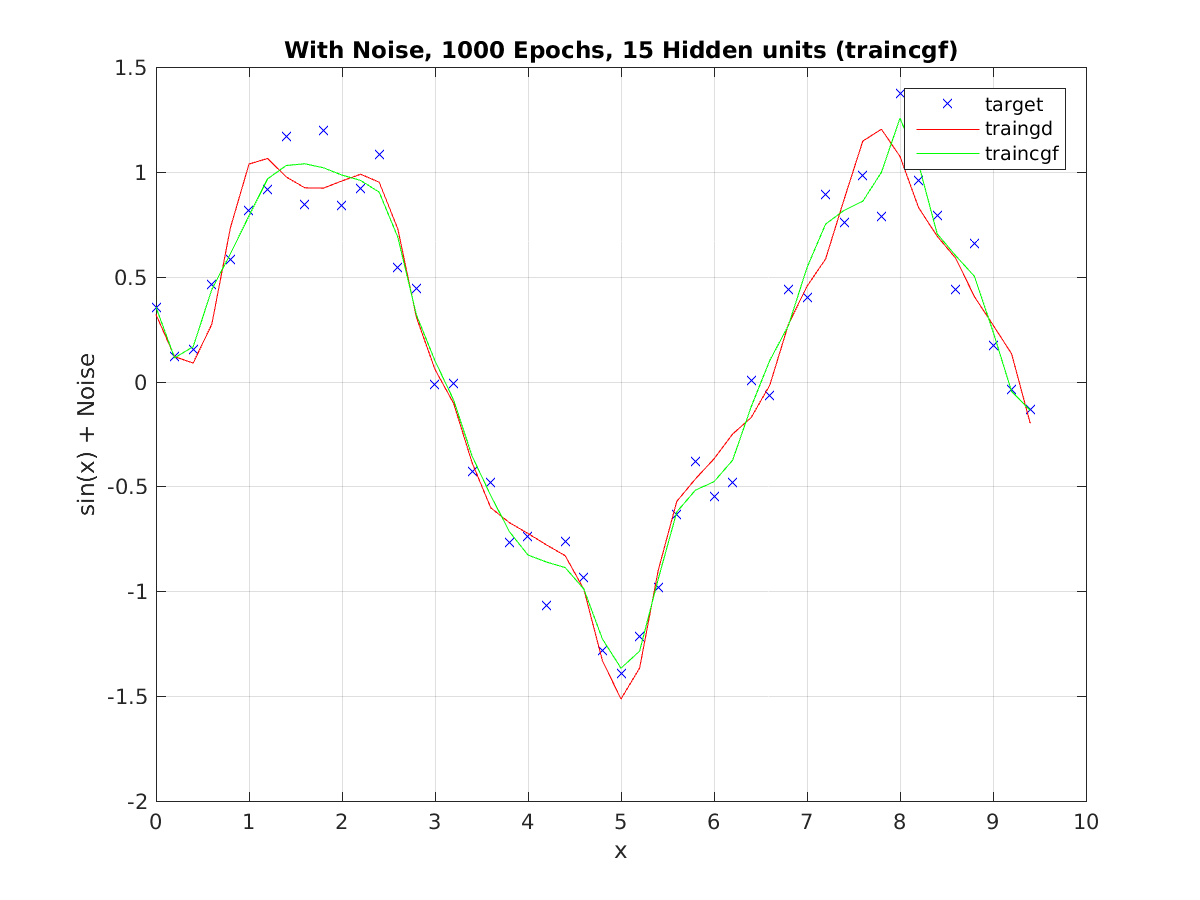 With Noise, 1000 Epochs, 15 Hidden units (traincgf)
1.5
1
0.5
0
-0.5
-1
-1.5
-2
sin(x) + Noise
target
traingd
traincgf
0 1 2 3 4 5 6 7 8 9 10
x